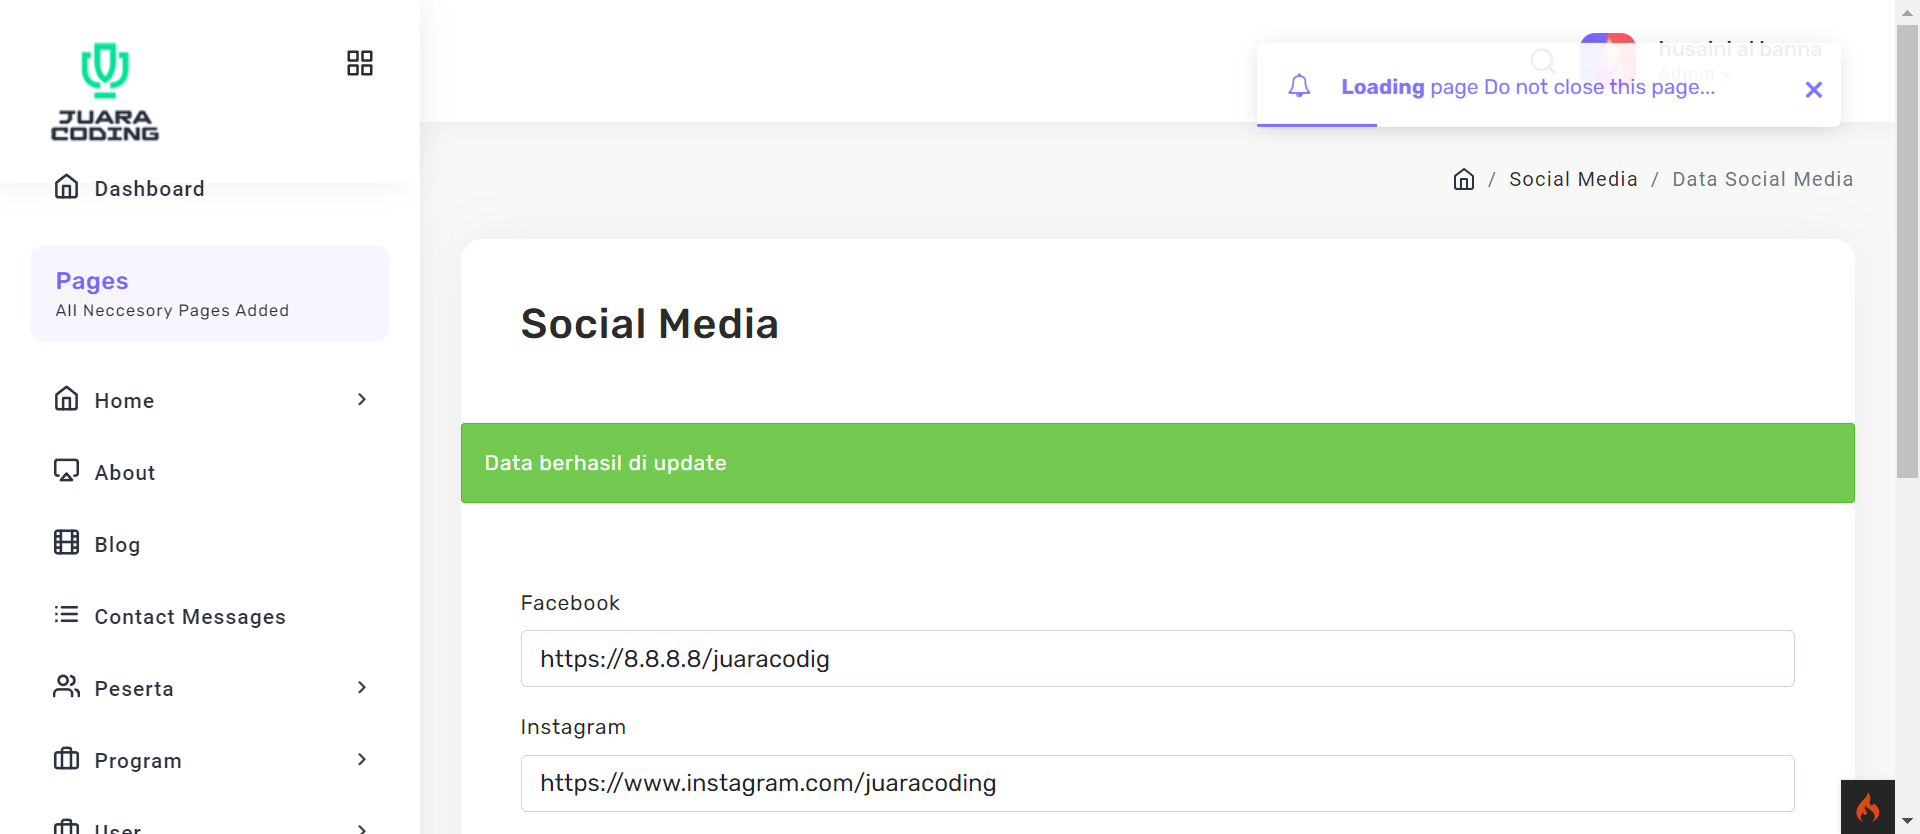 JUARA
CODING
husaini al banna
Admin
Loading page Do not close this page...
Dashboard
/ Social Media / Data Social Media
Pages
All Neccesory Pages Added
Social Media
Home
Data berhasil di update
About
Blog
Facebook
Contact Messages
https://8.8.8.8/juaracodig
Peserta
Instagram
Program
https://www.instagram.com/juaracoding
User